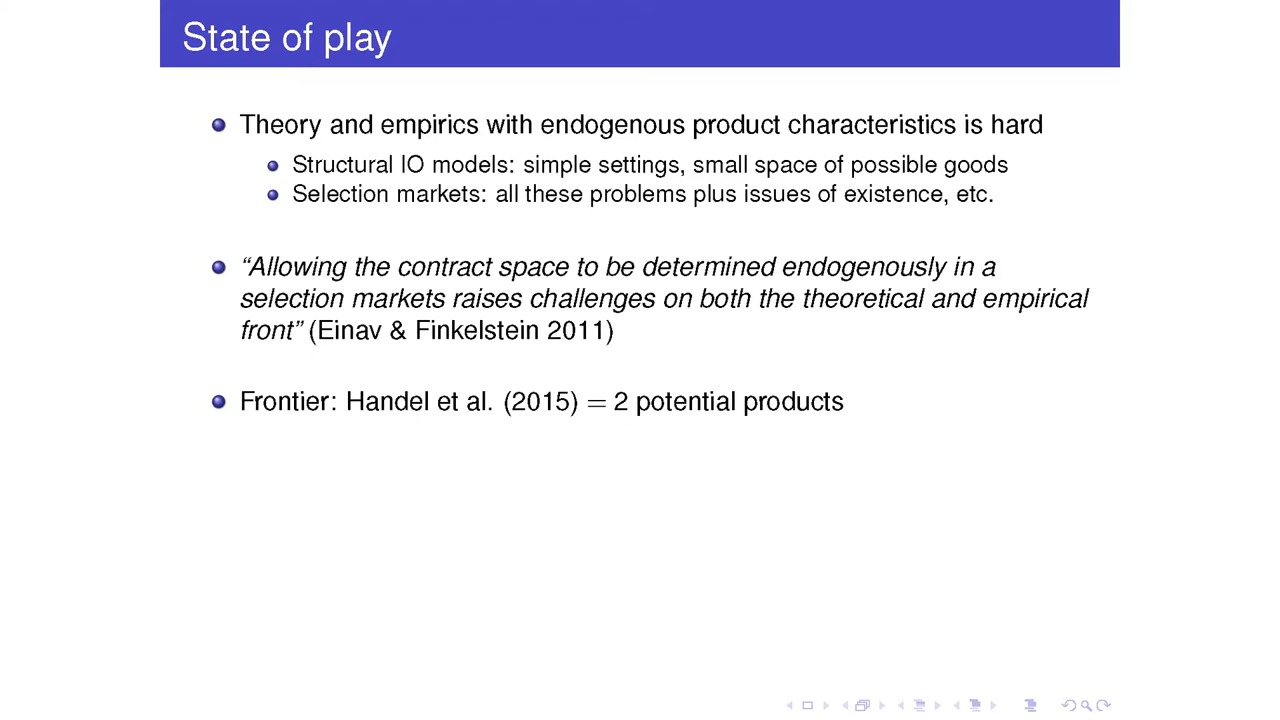 State of play
Theory and empirics with endogenous product characteristics is hard
Structural IO models: simple settings, small space of possible goods
Selection markets: all these problems plus issues of existence, etc.
“Allowing the contract space to be determined endogenously in a
selection markets raises challenges on both the theoretical and empirical
front” (Einav & Finkelstein 2011)
Frontier: Handel et al. (2015) = 2 potential products